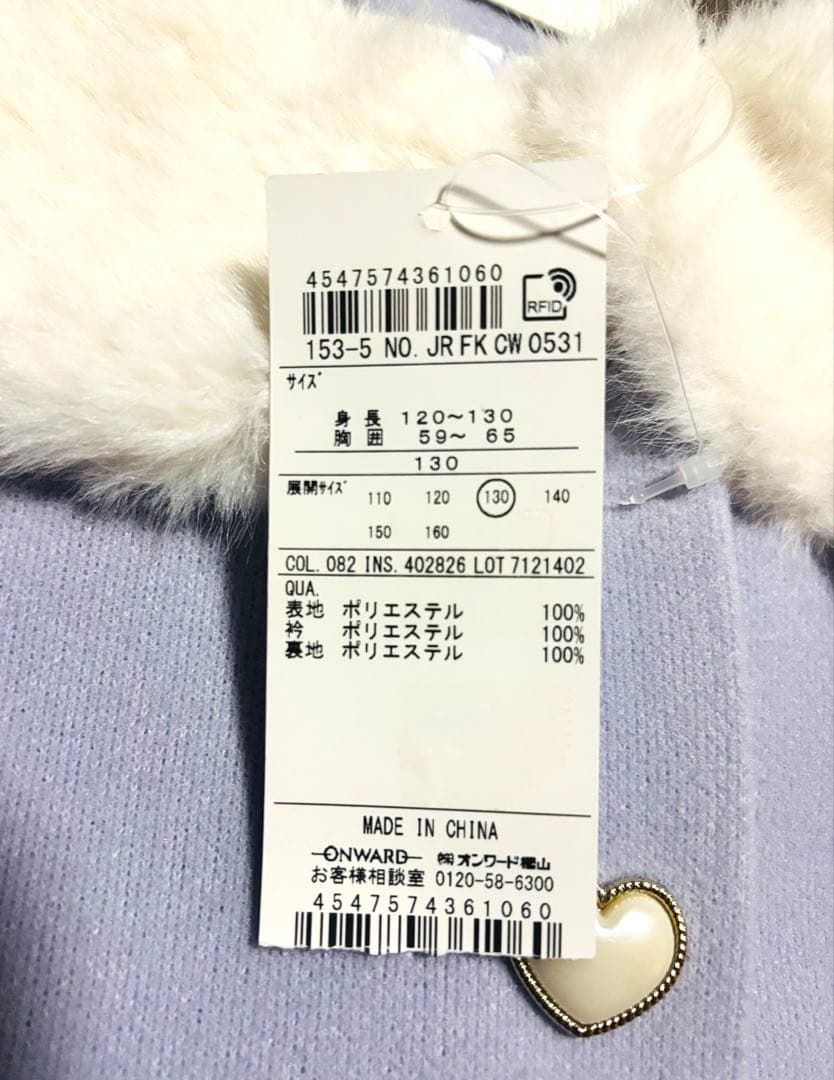 4547574361060
RFID
153-5 NO. JR FK CW 0531
サイズ
身 長 120～130
胸 囲 59～ 65
130
展開サイズ 110 120 130 140
150 160
COL. 082 INS. 402826 LOT 7121402
QUA.
表地 ポリエステル 100%
衿 ポリエステル 100%
裏地 ポリエステル 100%
MADE IN CHINA
ONWARD ㈱オンワード樫山
お客様相談室 0120-58-6300
4547574361060